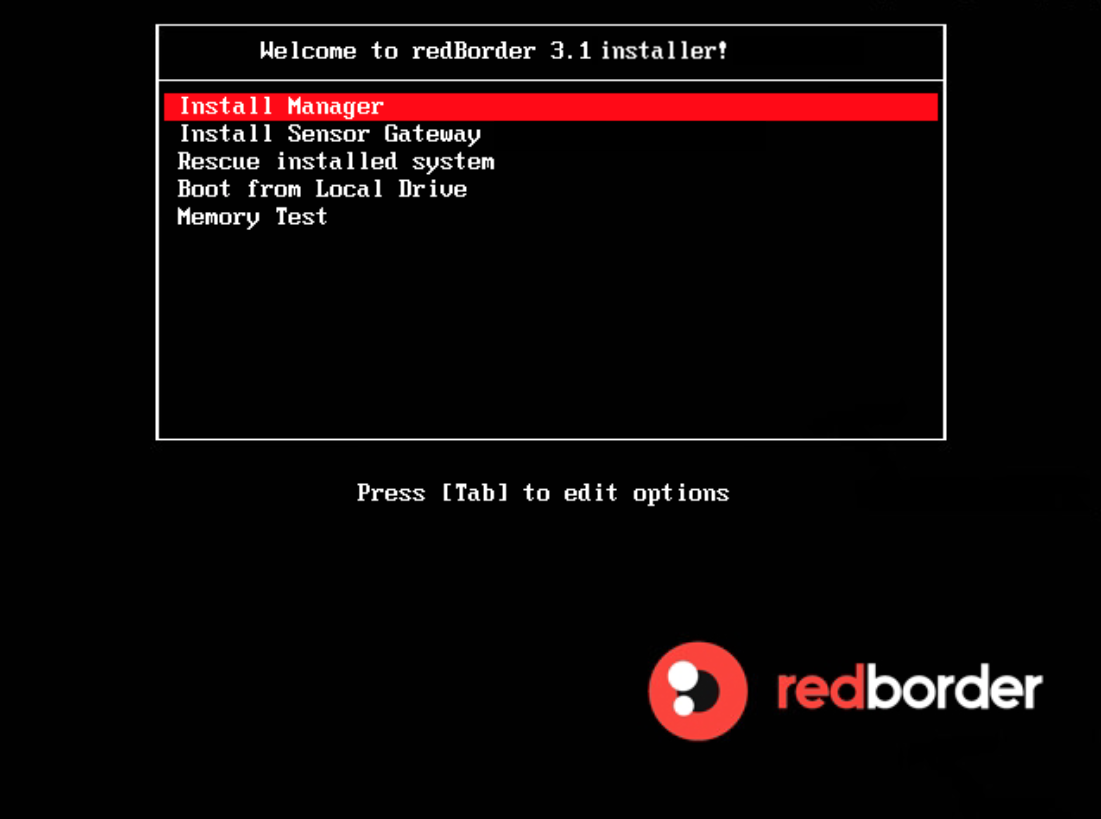 Welcome to redBorder 3.1 installer!
Install Manager
Install Sensor Gateway
Rescue installed system
Boot from Local Drive
Memory Test
Press [Tab] to edit options
redborder